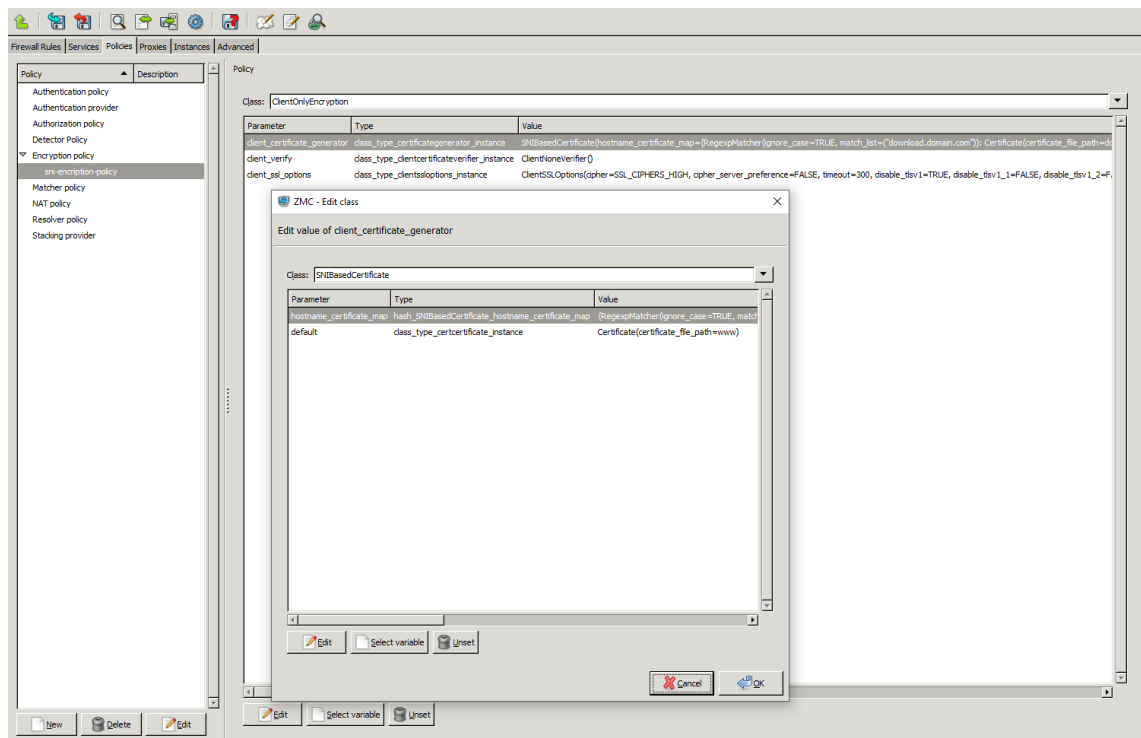 Firewall Rules Services Policies Proxies Instances Advanced
Policy Description
Authentication policy
Authentication provider
Authorization policy
Detector Policy
Encryption policy
sni-encription-policy
Matcher policy
NAT policy
Resolver policy
Stacking provider
New Delete Edit
Policy
Class: ClientOnlyEncryption
Parameter Type Value
client_certificate_generator class_type_certificategenerator_instance SNIBasedCertificate(hostname_certificate_map={RegexpMatcher(ignore_case=TRUE, match_list=("download.domain.com")): Certificate(certificate_file_path=do
client_verify class_type_clientcertificateverifier_instance ClientNoneVerifier()
client_ssl_options class_type_clientssloptions_instance ClientSSLOptions(cipher=SSL_CIPHERS_HIGH, cipher_server_preference=FALSE, timeout=300, disable_tlsv1=TRUE, disable_tlsv1_1=FALSE, disable_tlsv1_2=F
ZMC - Edit class
Edit value of client_certificate_generator
Class: SNIBasedCertificate
Parameter Type Value
hostname_certificate_map hash_SNIBasedCertificate_hostname_certificate_map {RegexpMatcher(ignore_case=TRUE, match
default class_type_certcertificate_instance Certificate(certificate_file_path=www)
Edit Select variable Unset
Cancel OK
Edit Select variable Unset